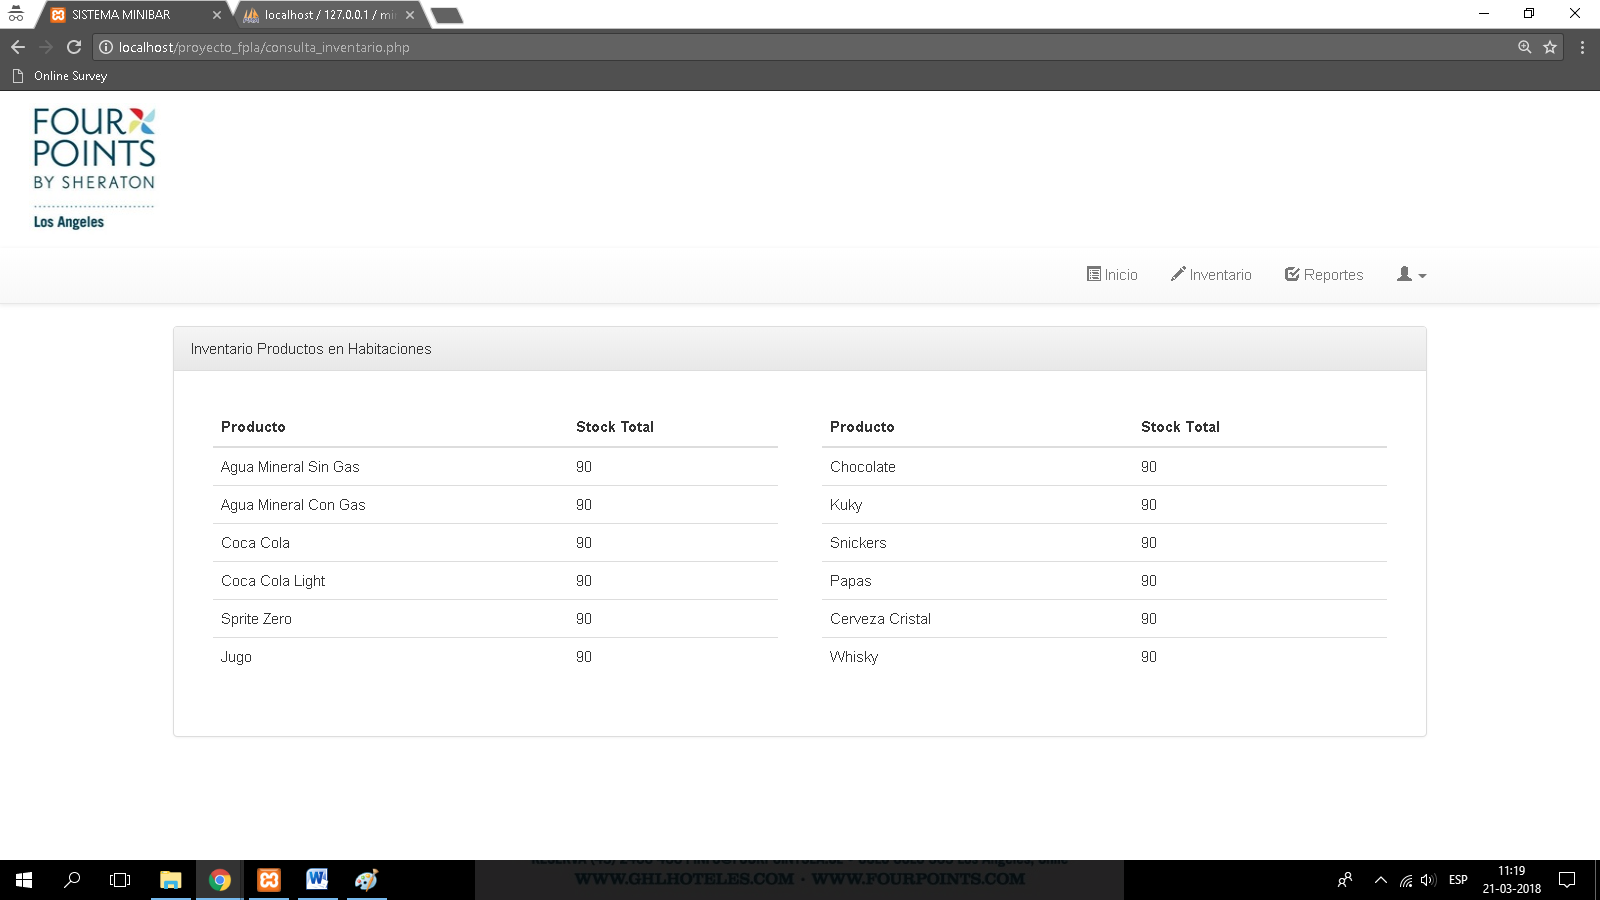 SISTEMA MINIBAR
localhost / 127.0.0.1 / mi
localhost/proyecto_fpla/consulta_inventario.php
Online Survey
FOUR
POINTS
BY SHERATON
Los Angeles
Inicio
Inventario
Reportes
Inventario Productos en Habitaciones
Producto Stock Total
Agua Mineral Sin Gas 90
Agua Mineral Con Gas 90
Coca Cola 90
Coca Cola Light 90
Sprite Zero 90
Jugo 90
Producto Stock Total
Chocolate 90
Kuky 90
Snickers 90
Papas 90
Cerveza Cristal 90
Whisky 90
WWW.GHLHOTELES.COM · WWW.FOURPOINTS.COM
ESP
11:19
21-03-2018